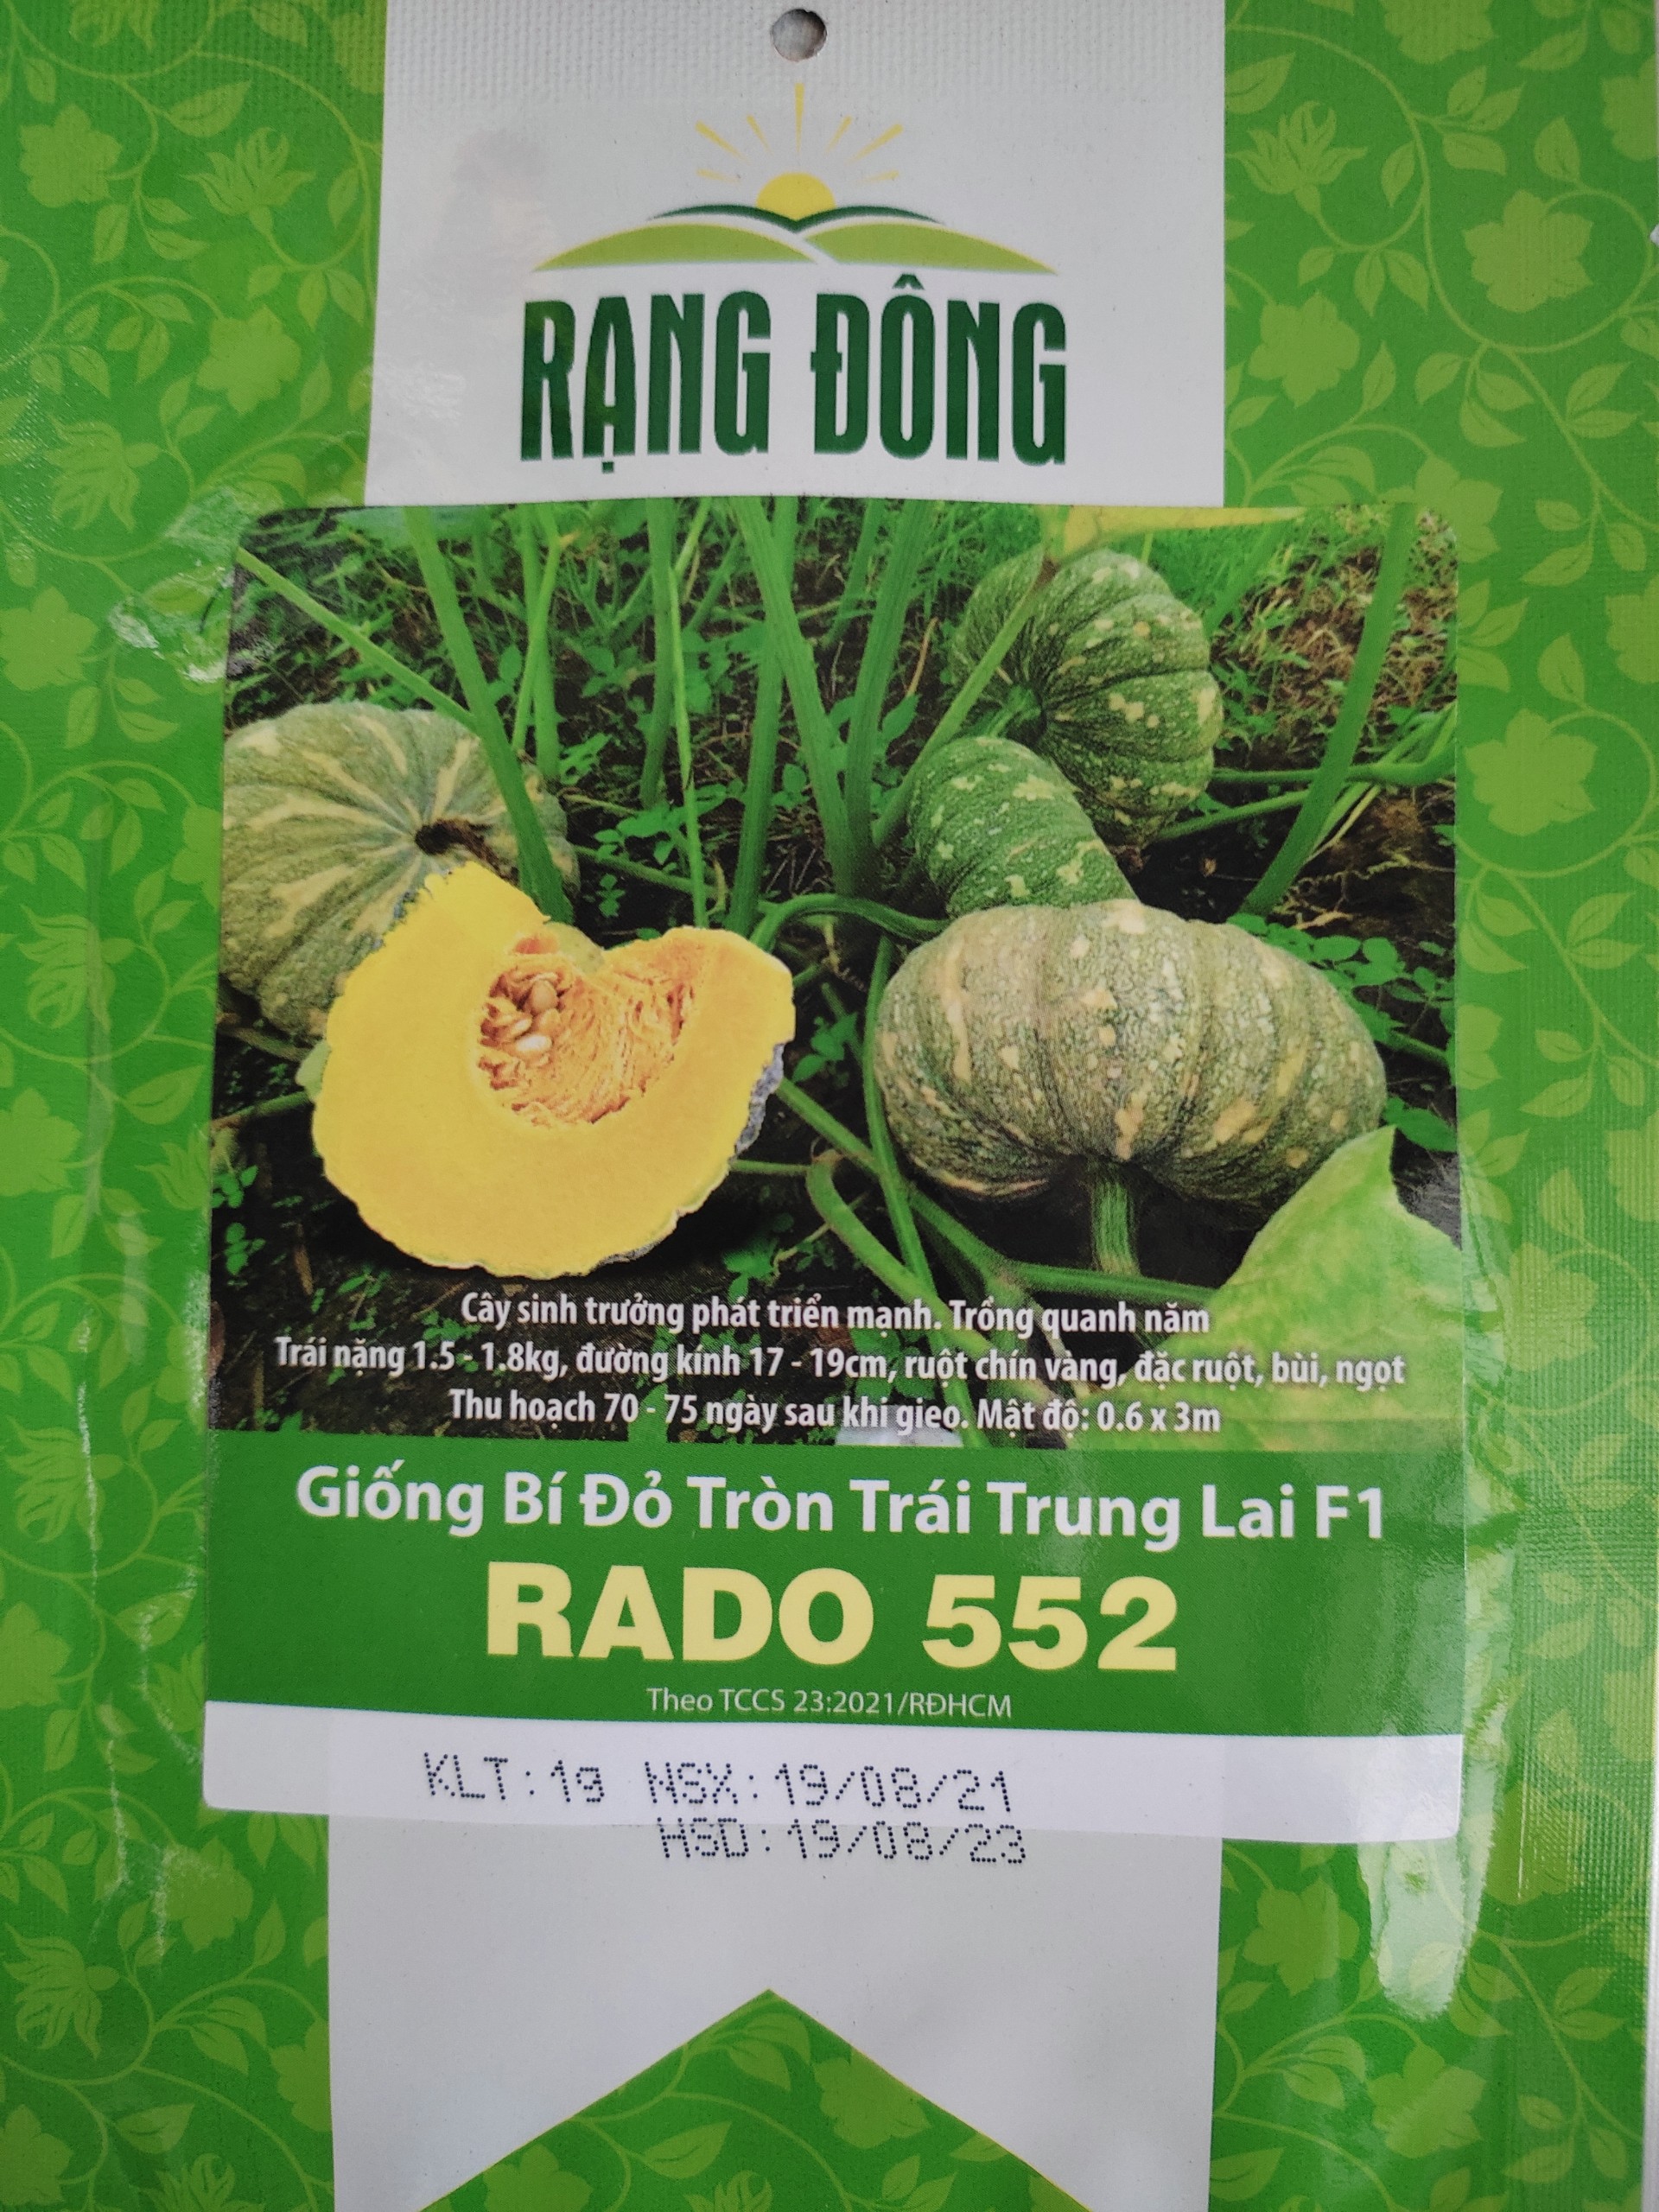 RẠNG ĐÔNG
Cây sinh trưởng phát triển mạnh. Trồng quanh năm
Trái nặng 1.5 - 1.8kg, đường kính 17 - 19cm, ruột chín vàng, đặc ruột, bùi, ngọt
Thu hoạch 70 - 75 ngày sau khi gieo. Mật độ: 0.6 x 3m
Giống Bí Đỏ Tròn Trái Trung Lai F1
RADO 552
Theo TCCS 23:2021/RĐHCM
KLT:1g NSX:19/08/21
HSD:19/08/23